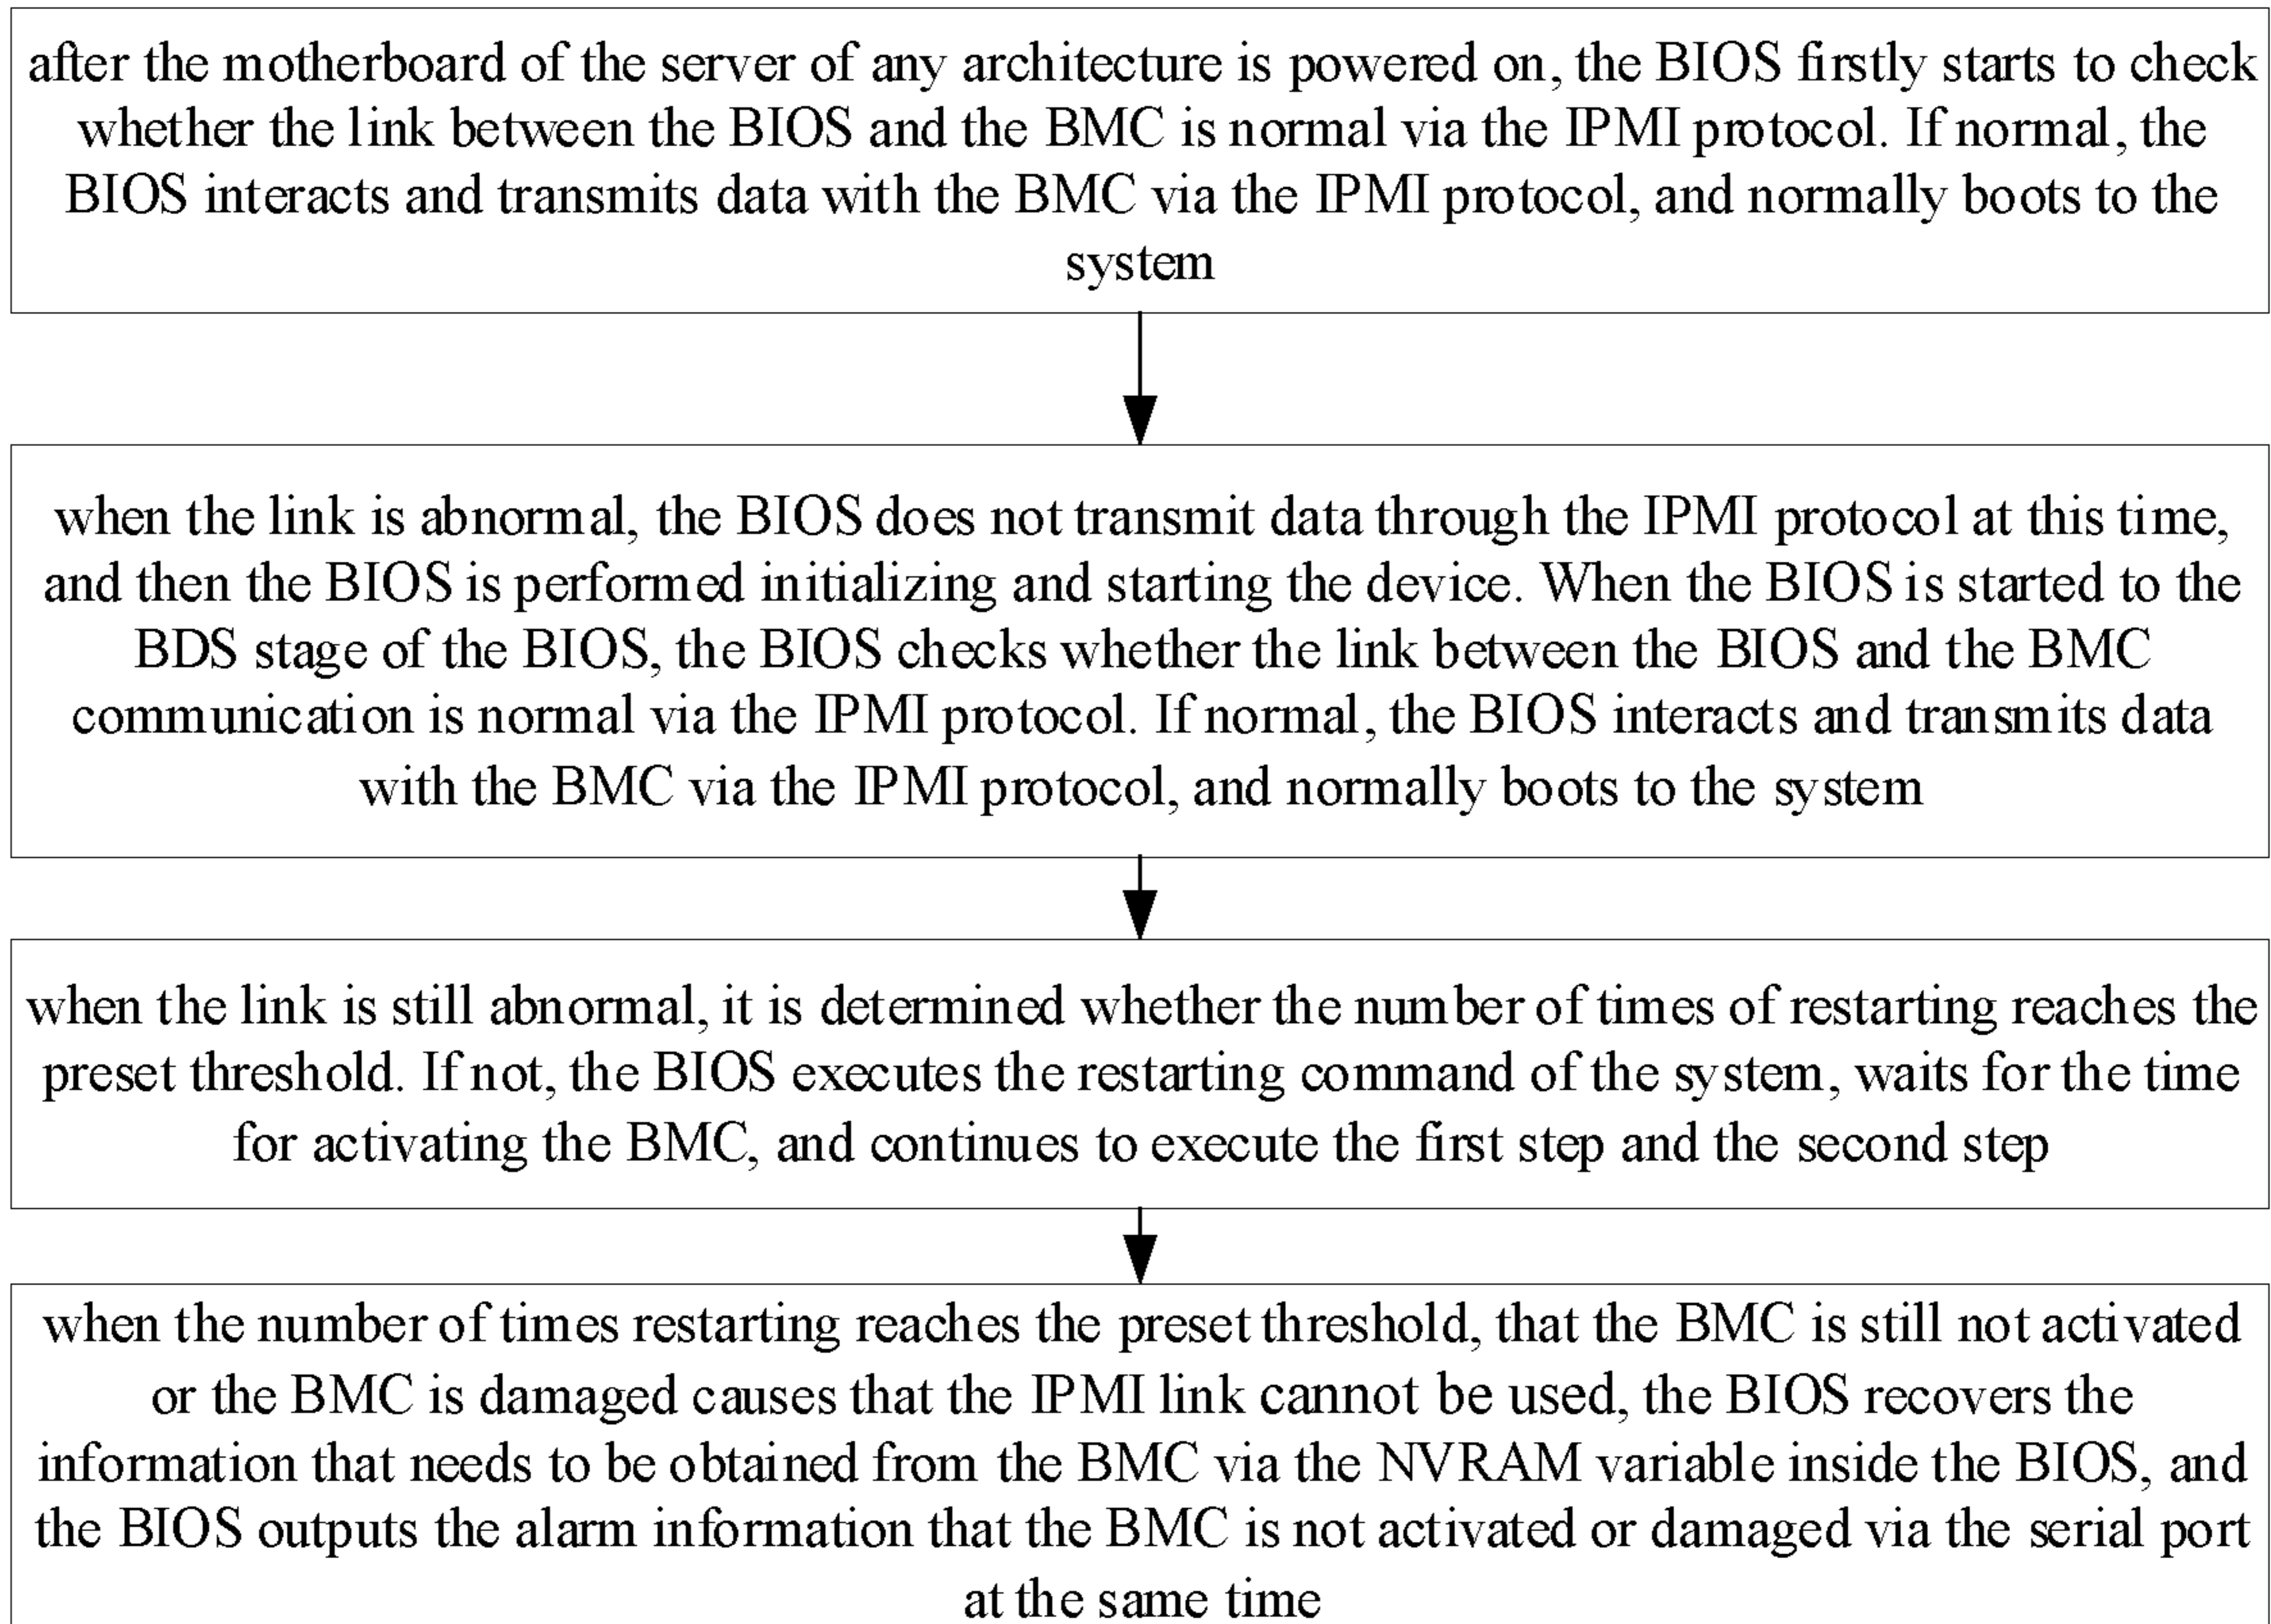 after the motherboard of the server of any architecture is powered on, the BIOS firstly starts to check
whether the link between the BIOS and the BMC is normal via the IPMI protocol. If normal, the
BIOS interacts and transmits data with the BMC via the IPMI protocol, and normally boots to the
system
when the link is abnormal, the BIOS does not transmit data through the IPMI protocol at this time,
and then the BIOS is performed initializing and starting the device. When the BIOS is started to the
BDS stage of the BIOS, the BIOS checks whether the link between the BIOS and the BMC
communication is normal via the IPMI protocol. If normal, the BIOS interacts and transmits data
with the BMC via the IPMI protocol, and normally boots to the system
when the link is still abnormal, it is determined whether the number of times of restarting reaches the
preset threshold. If not, the BIOS executes the restarting command of the system, waits for the time
for activating the BMC, and continues to execute the first step and the second step
when the number of times restarting reaches the preset threshold, that the BMC is still not activated
or the BMC is damaged causes that the IPMI link cannot be used, the BIOS recovers the
information that needs to be obtained from the BMC via the NVRAM variable inside the BIOS, and
the BIOS outputs the alarm information that the BMC is not activated or damaged via the serial port
at the same time